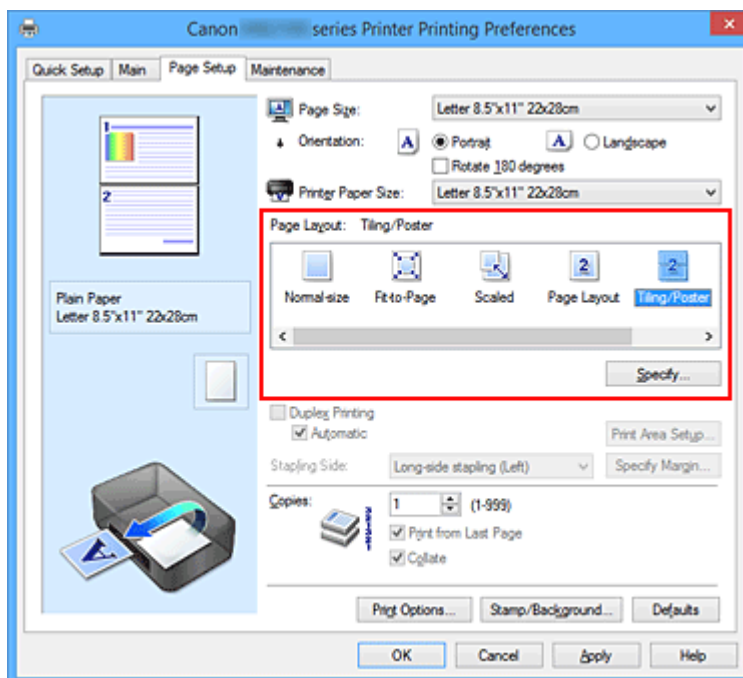 Canon series Printer Printing Preferences
Quick Setup Main Page Setup Maintenance
1
2
Plain Paper
Letter 8.5"x11" 22x28cm
Page Size: Letter 8.5"x11" 22x28cm
Orientation: A Portrait A Landscape
Rotate 180 degrees
Printer Paper Size: Letter 8.5"x11" 22x28cm
Page Layout: Tiling/Poster
2 2
Normal-size Fit-to-Page Scaled Page Layout Tiling/Poster
Specify...
Duplex Printing
Automatic Print Area Setup...
Stapling Side: Long-side stapling (Left) Specify Margin...
Copies: 1 (1-999)
Print from Last Page
Collate
A
Print Options... Stamp/Background... Defaults
OK Cancel Apply Help